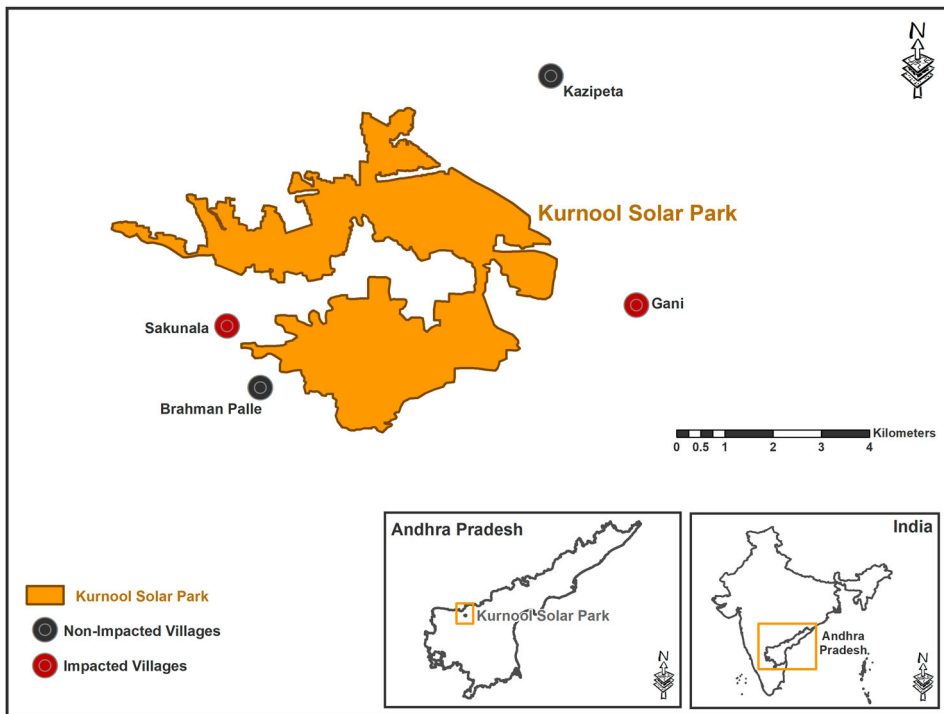 N
Kazipeta
Kurnool Solar Park
Gani
Sakunala
Brahman Palle
Kilometers
0 0.5 1 2 3 4
Andhra Pradesh
Kurnool Solar Park
N
India
Andhra
Pradesh
N
Kurnool Solar Park
Non-Impacted Villages
Impacted Villages